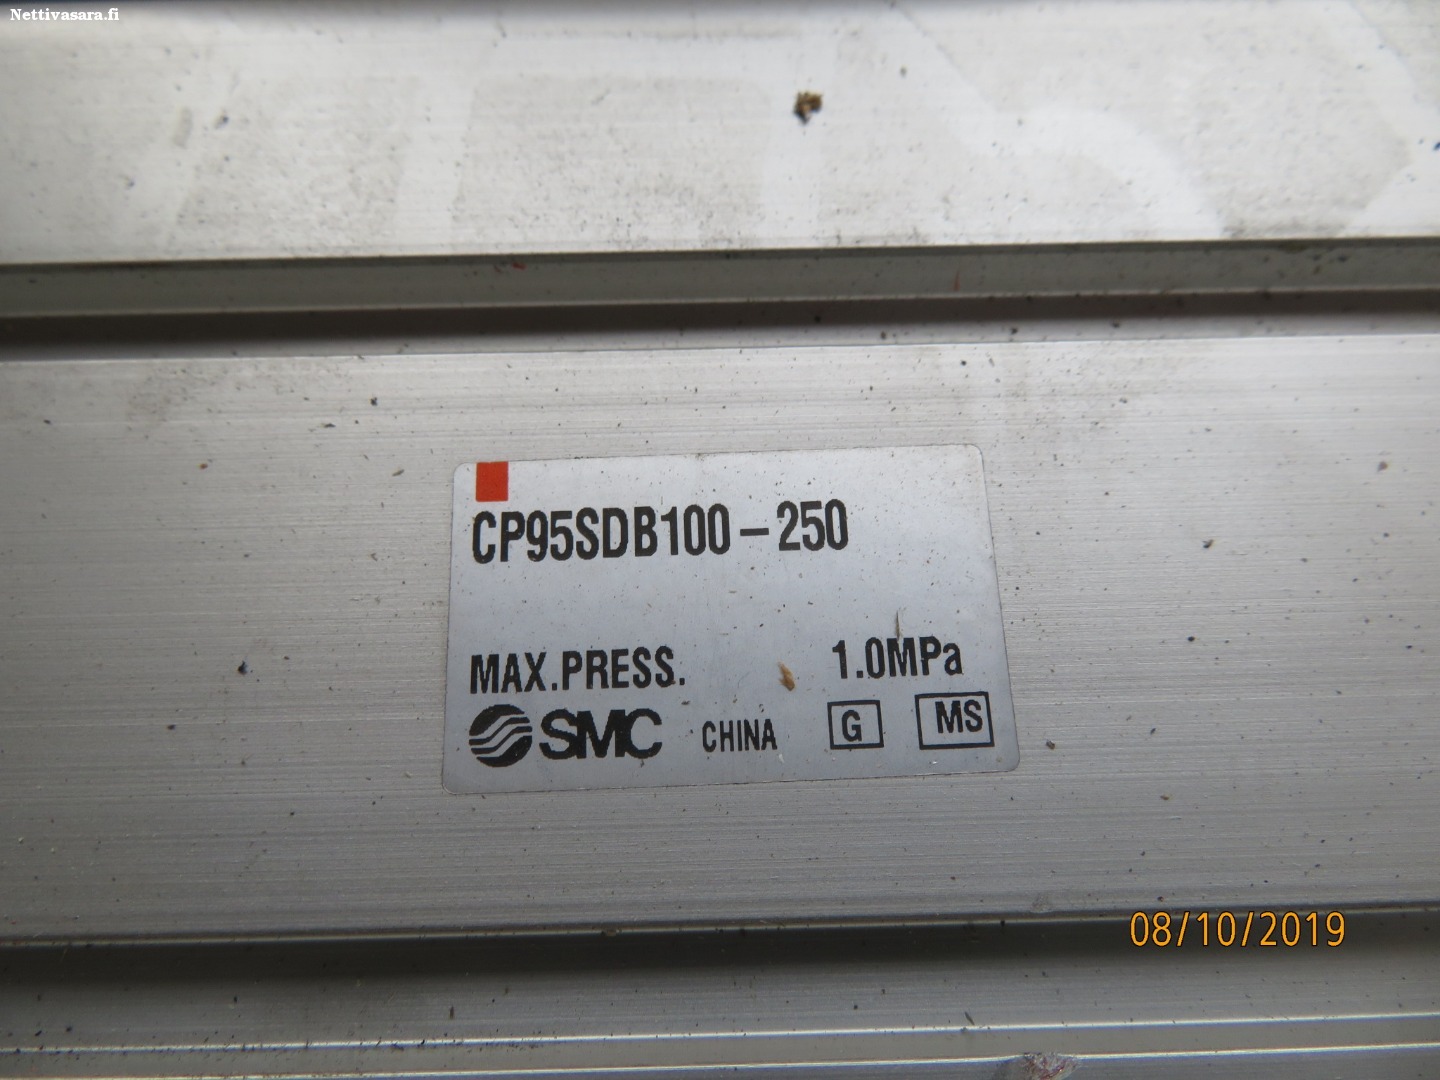 Nettivasara.fi
CP95SDB100-250
MAX.PRESS. 1.0MPa
SMC CHINA G MS
08/10/2019